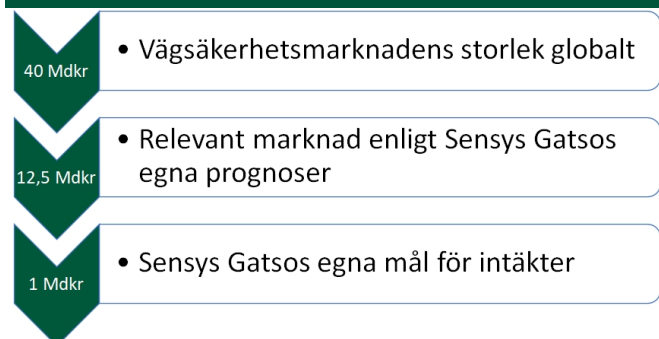 40 Mdkr
• Vägsäkerhetsmarknadens storlek globalt
12,5 Mdkr
• Relevant marknad enligt Sensys Gatsos
egna prognoser
1 Mdkr
• Sensys Gatsos egna mål för intäkter